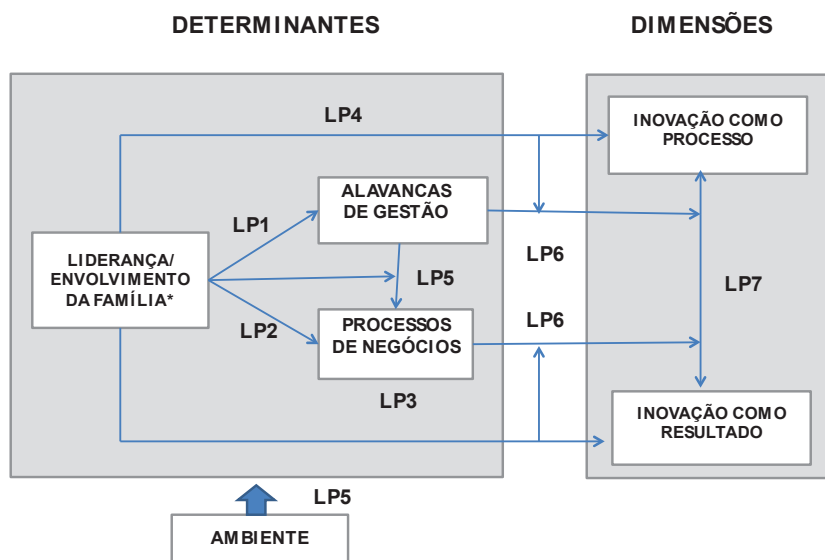 DETERMINANTES
DIMENSÕES
LP4
INOVAÇÃO COMO
PROCESSO
ALAVANCAS
DE GESTÃO
LP1
LIDERANÇA/
ENVOLVIMENTO
DA FAMÍLIA*
LP6
LP5
LP7
LP2
PROCESSOS
DE NEGÓCIOS
LP6
LP3
INOVAÇÃO COMO
RESULTADO
LP5
AMBIENTE